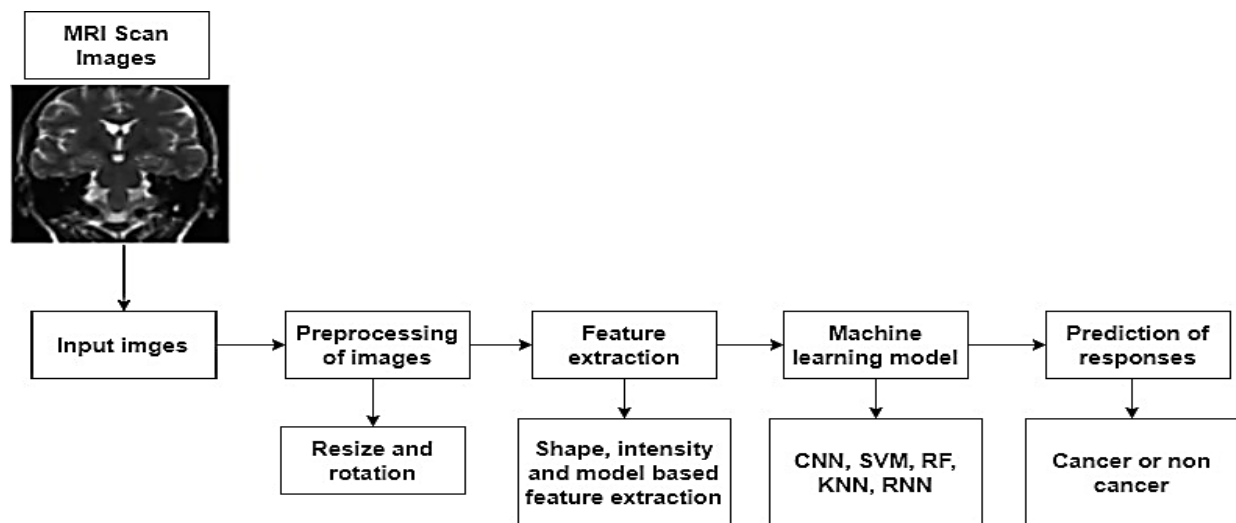 MRI Scan
Images
Input imges
Preprocessing
of images
Feature
extraction
Machine
learning model
Prediction of
responses
Resize and
rotation
Shape, intensity
and model based
feature extraction
CNN, SVM, RF,
KNN, RNN
Cancer or non
cancer